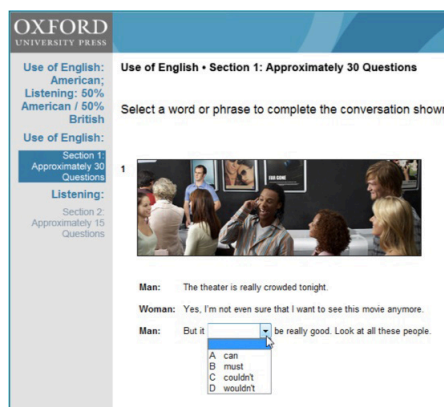 OXFORD
UNIVERSITY PRESS
Use of English:
American;
Listening: 50%
American / 50%
British
Use of English:
Section 1:
Approximately 30
Questions
Listening:
Section 2:
Approximately 15
Questions
Use of English • Section 1: Approximately 30 Questions
Select a word or phrase to complete the conversation shown
1
Man: The theater is really crowded tonight.
Woman: Yes, I'm not even sure that I want to see this movie anymore.
Man: But it be really good. Look at all these people.
A can
B must
C couldn't
D wouldn't